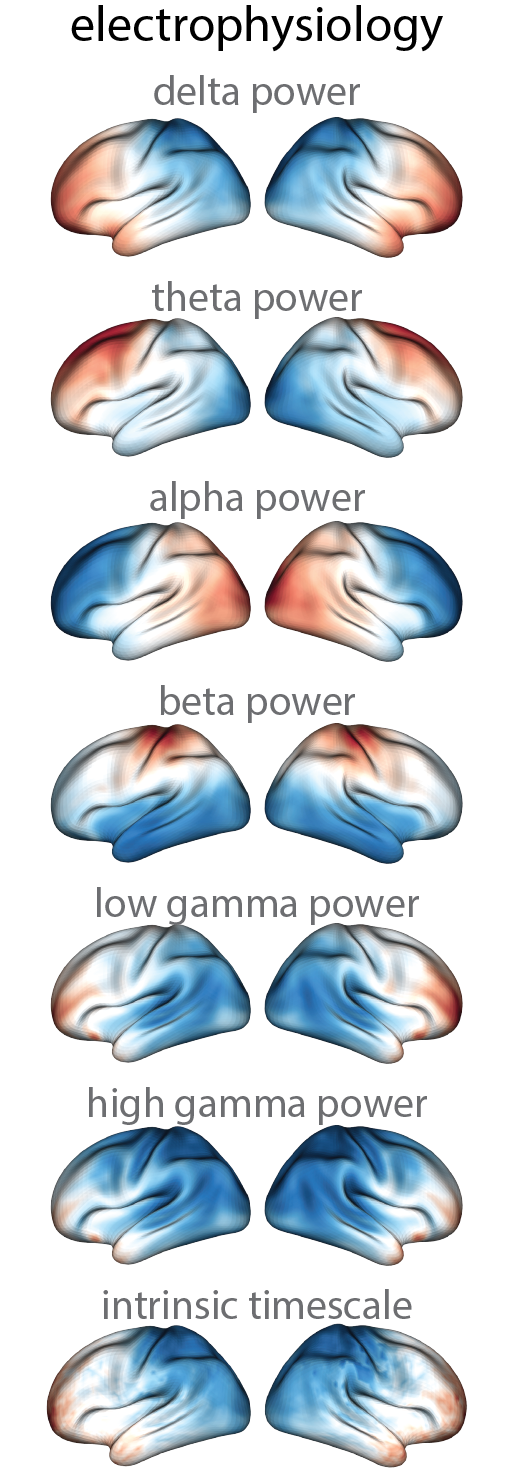 electrophysiology
delta power
theta power
alpha power
beta power
low gamma power
high gamma power
intrinsic timescale